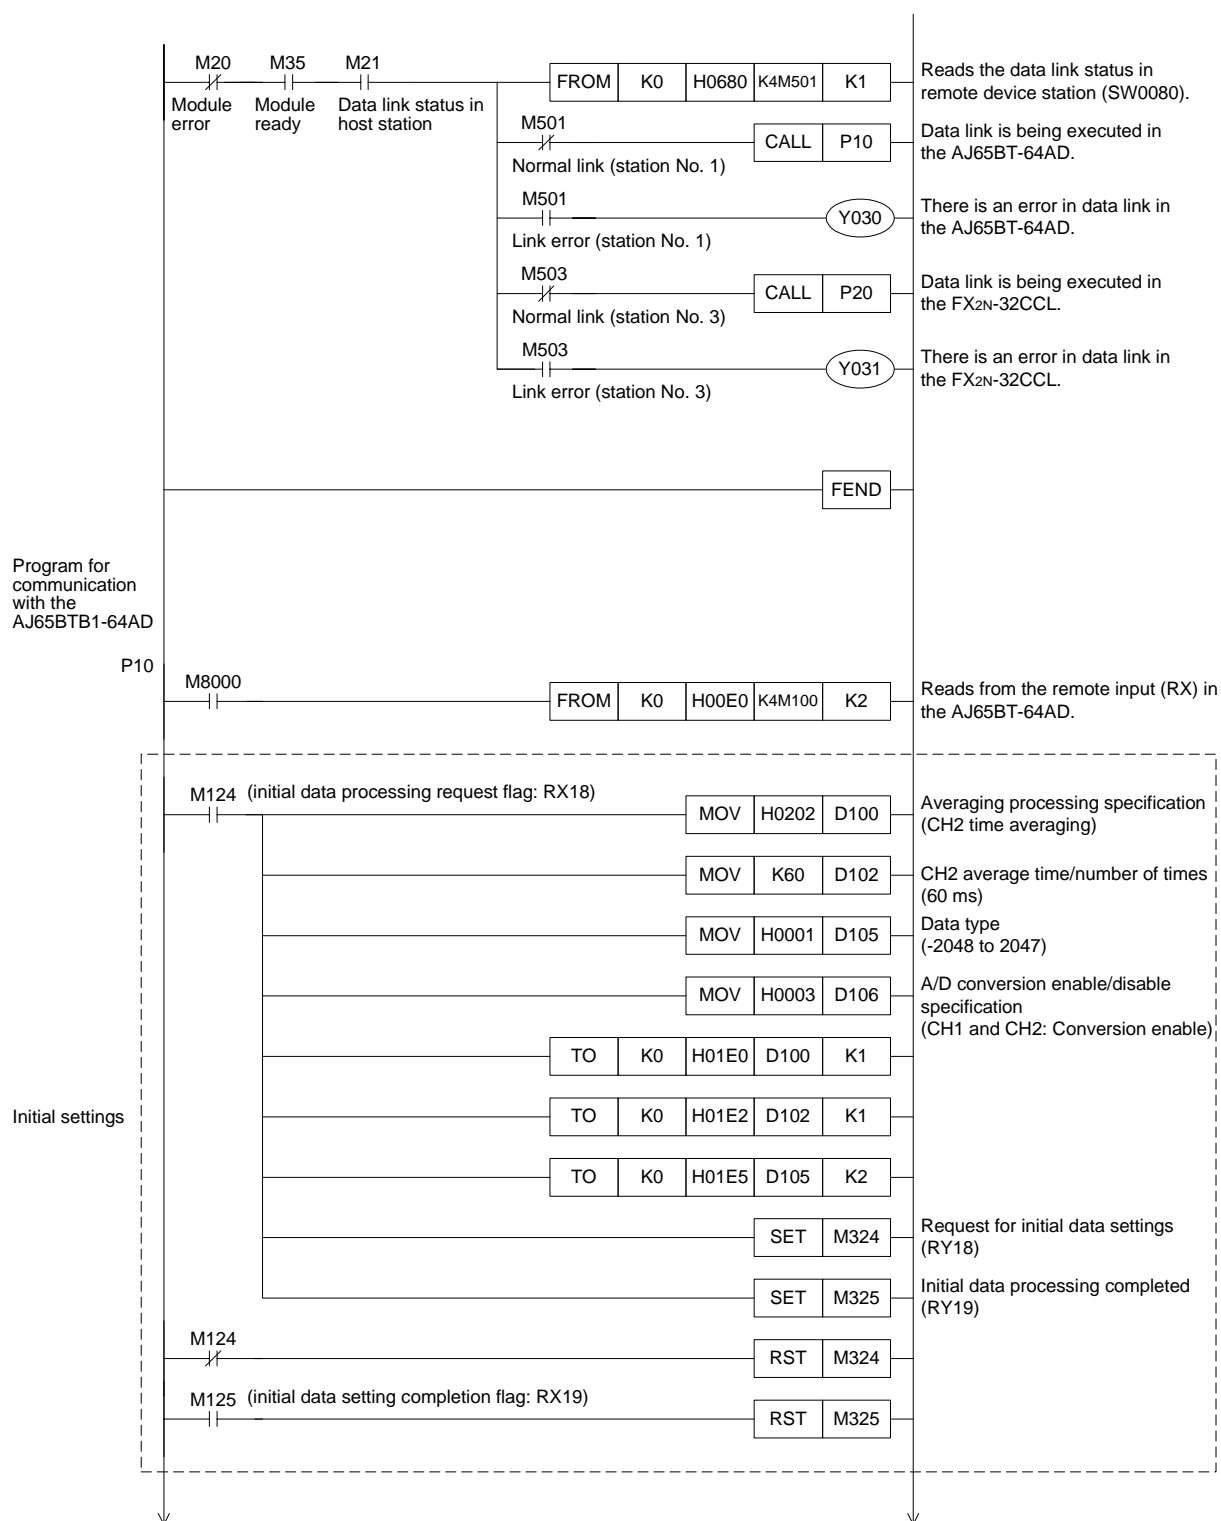 M20 M35 M21
Module error
Module ready
Data link status in host station
FROM K0 H0680 K4M501 K1
Reads the data link status in
remote device station (SW0080).
M501
Normal link (station No. 1)
CALL P10
Data link is being executed in
the AJ65BT-64AD.
M501
Link error (station No. 1)
Y030
There is an error in data link in
the AJ65BT-64AD.
M503
Normal link (station No. 3)
CALL P20
Data link is being executed in
the FX2N-32CCL.
M503
Link error (station No. 3)
Y031
There is an error in data link in
the FX2N-32CCL.
FEND
Program for
communication
with the
AJ65BTB1-64AD
P10
M8000
FROM K0 H00E0 K4M100 K2
Reads from the remote input (RX) in
the AJ65BT-64AD.
Initial settings
M124 (initial data processing request flag: RX18)
MOV H0202 D100
Averaging processing specification
(CH2 time averaging)
MOV K60 D102
CH2 average time/number of times
(60 ms)
MOV H0001 D105
Data type
(-2048 to 2047)
MOV H0003 D106
A/D conversion enable/disable
specification
(CH1 and CH2: Conversion enable)
TO K0 H01E0 D100 K1
TO K0 H01E2 D102 K1
TO K0 H01E5 D105 K2
SET M324
Request for initial data settings
(RY18)
SET M325
Initial data processing completed
(RY19)
M124
RST M324
M125 (initial data setting completion flag: RX19)
RST M325